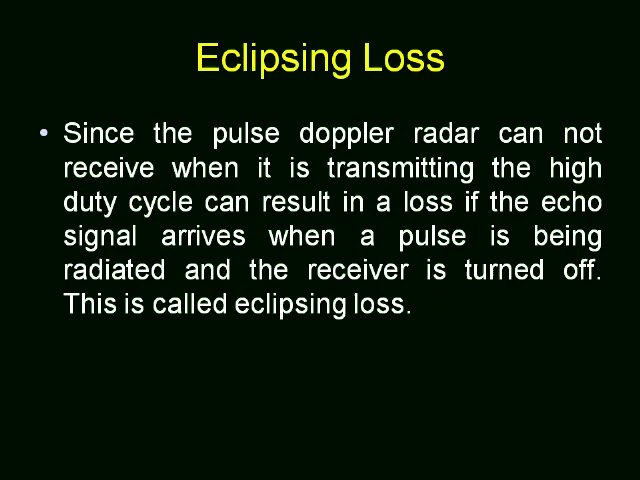 Eclipsing Loss
• Since the pulse doppler radar can not
receive when it is transmitting the high
duty cycle can result in a loss if the echo
signal arrives when a pulse is being
radiated and the receiver is turned off.
This is called eclipsing loss.